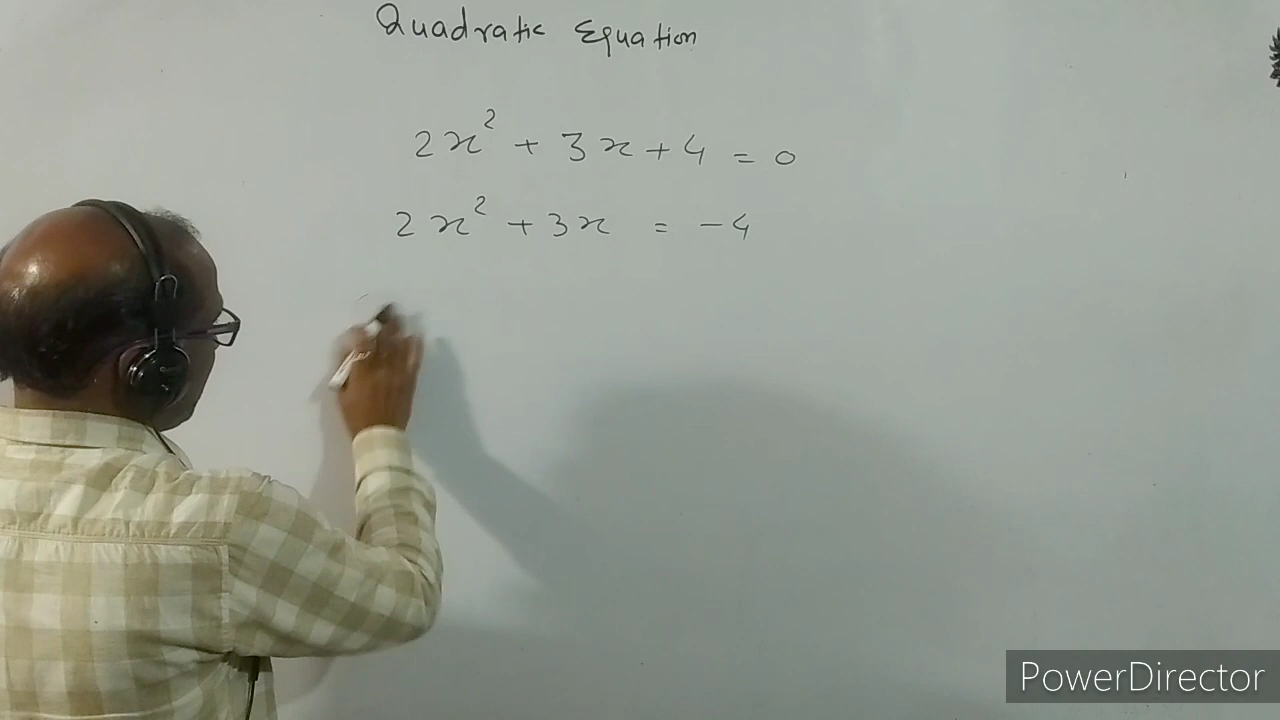 Quadratic Equation
2x² + 3x + 4 = 0
2x² + 3x = -4
PowerDirector